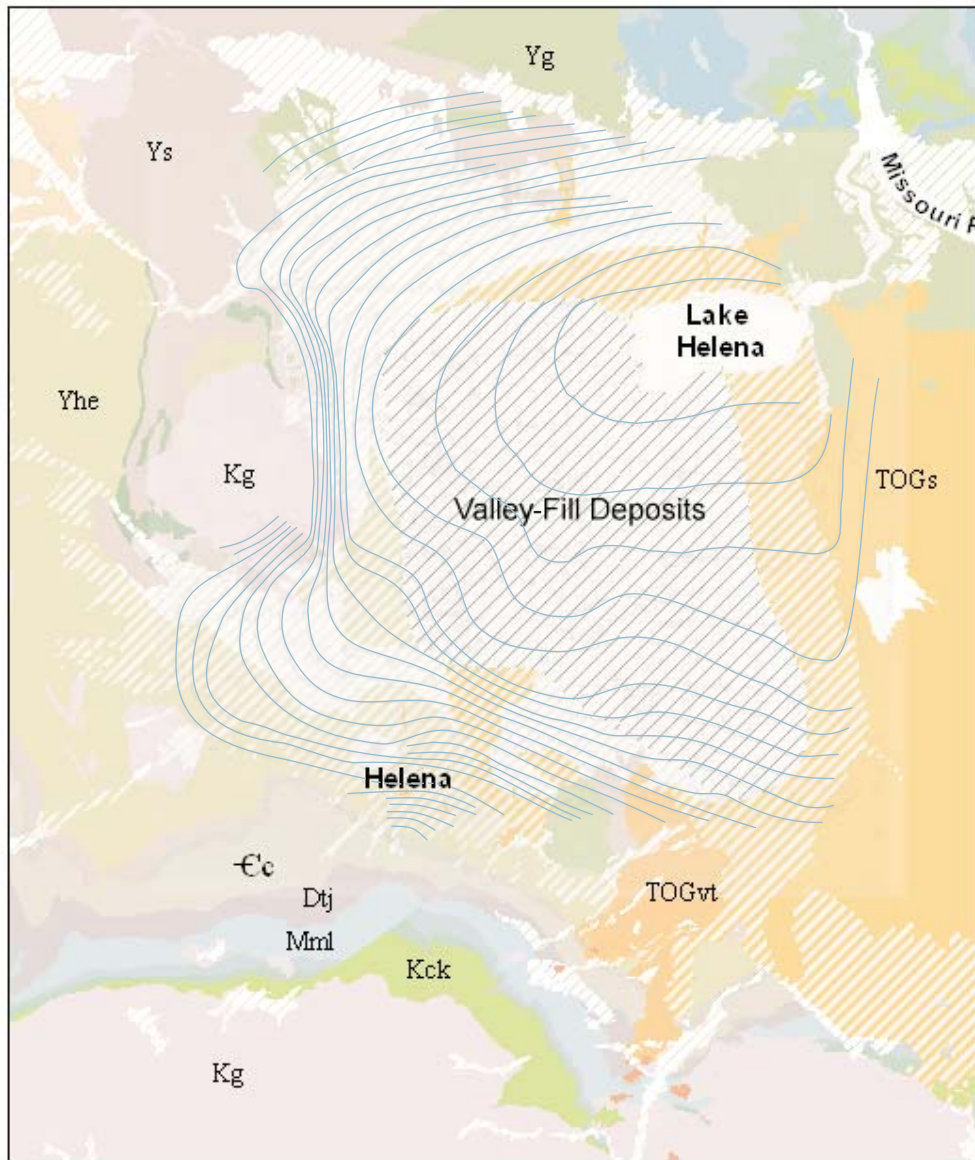 Yg
Ys
Missouri
Lake
Helena
Yhe
Kg
TOGs
Valley-Fill Deposits
Helena
Ꞓc
Dtj
TOGvt
Mml
Kck
Kg